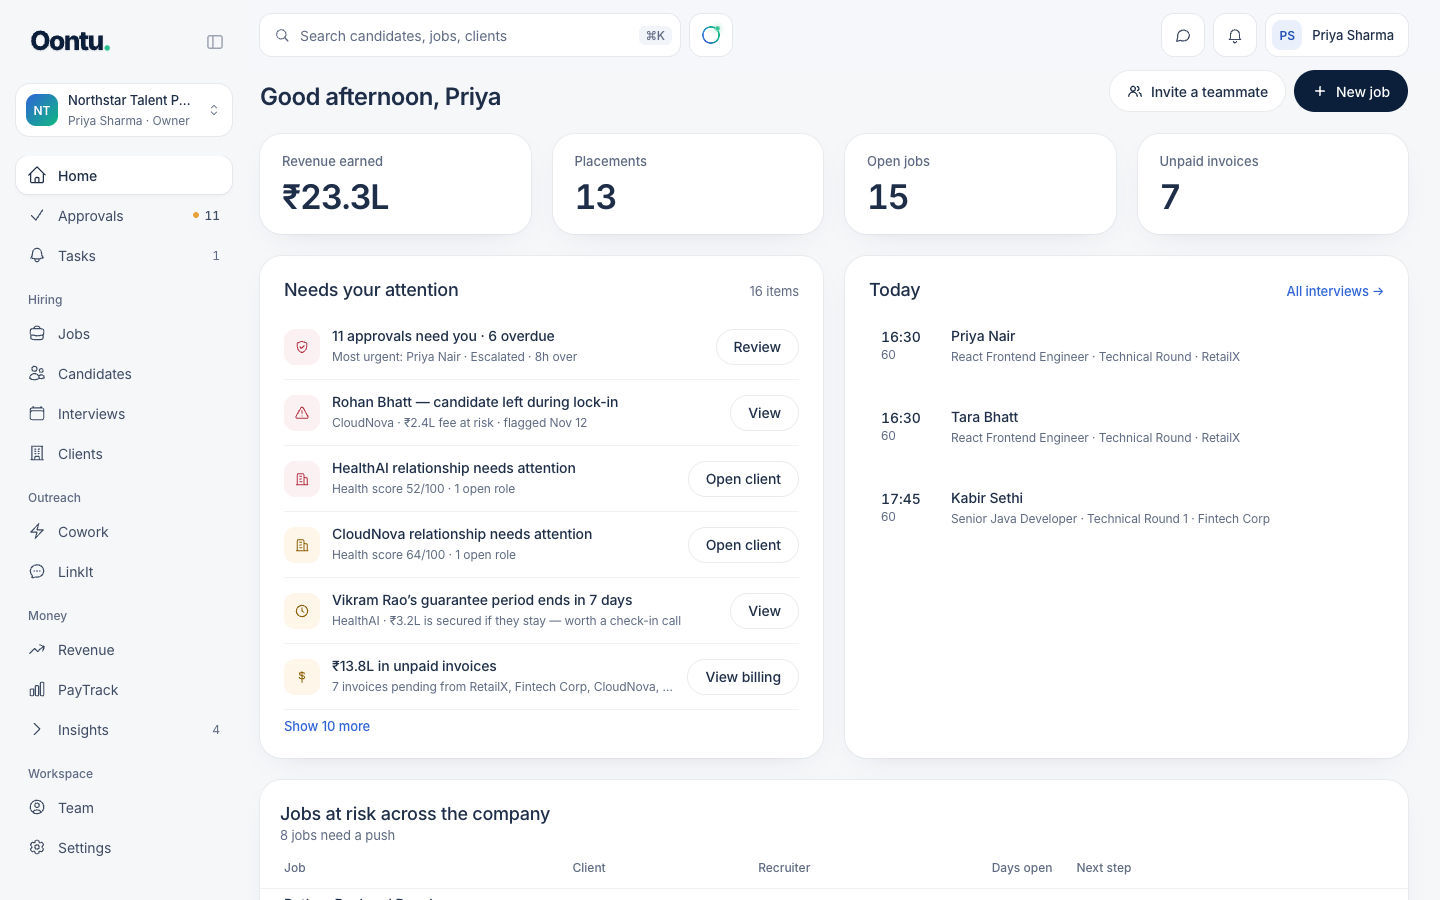 Oontu.
Search candidates, jobs, clients
⌘K
PS
Priya Sharma
NT
Northstar Talent P...
Priya Sharma · Owner
Home
Approvals
11
Tasks
1
Hiring
Jobs
Candidates
Interviews
Clients
Outreach
Cowork
LinkIt
Money
Revenue
PayTrack
Insights
4
Workspace
Team
Settings
Good afternoon, Priya
Invite a teammate
+ New job
Revenue earned
₹23.3L
Placements
13
Open jobs
15
Unpaid invoices
7
Needs your attention
16 items
11 approvals need you · 6 overdue
Most urgent: Priya Nair · Escalated · 8h over
Review
Rohan Bhatt — candidate left during lock-in
CloudNova · ₹2.4L fee at risk · flagged Nov 12
View
HealthAI relationship needs attention
Health score 52/100 · 1 open role
Open client
CloudNova relationship needs attention
Health score 64/100 · 1 open role
Open client
Vikram Rao’s guarantee period ends in 7 days
HealthAI · ₹3.2L is secured if they stay — worth a check-in call
View
$
₹13.8L in unpaid invoices
7 invoices pending from RetailX, Fintech Corp, CloudNova, ...
View billing
Show 10 more
Today
All interviews →
16:30
60
Priya Nair
React Frontend Engineer · Technical Round · RetailX
16:30
60
Tara Bhatt
React Frontend Engineer · Technical Round · RetailX
17:45
60
Kabir Sethi
Senior Java Developer · Technical Round 1 · Fintech Corp
Jobs at risk across the company
8 jobs need a push
Job
Client
Recruiter
Days open
Next step